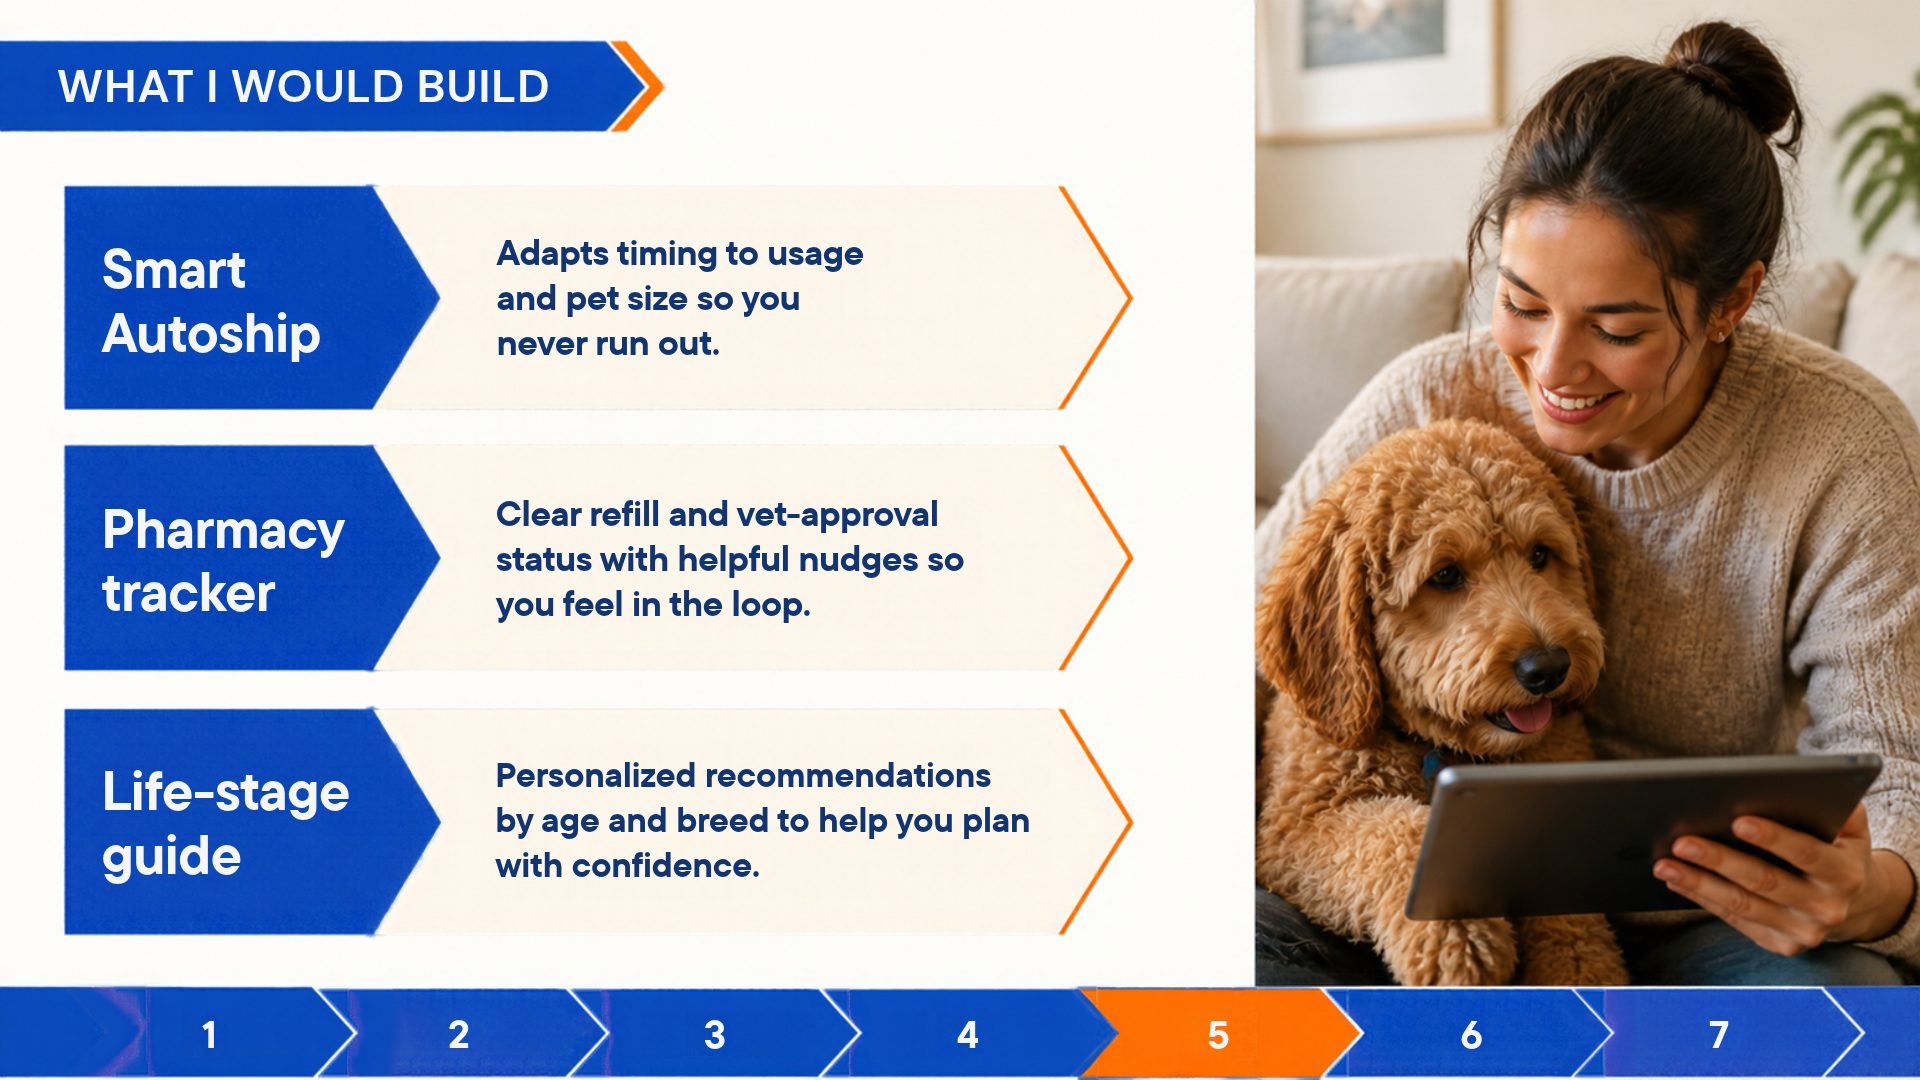 WHAT I WOULD BUILD
Smart
Autoship
Adapts timing to usage
and pet size so you
never run out.
Pharmacy
tracker
Clear refill and vet-approval
status with helpful nudges so
you feel in the loop.
Life-stage
guide
Personalized recommendations
by age and breed to help you plan
with confidence.
1 2 3 4 5 6 7